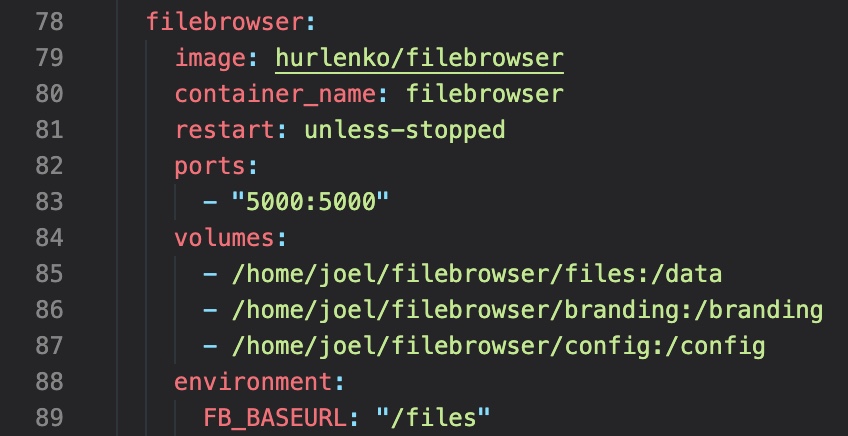 78 filebrowser:
79 image: hurlenko/filebrowser
80 container_name: filebrowser
81 restart: unless-stopped
82 ports:
83 - "5000:5000"
84 volumes:
85 - /home/joel/filebrowser/files:/data
86 - /home/joel/filebrowser/branding:/branding
87 - /home/joel/filebrowser/config:/config
88 environment:
89 FB_BASEURL: "/files"